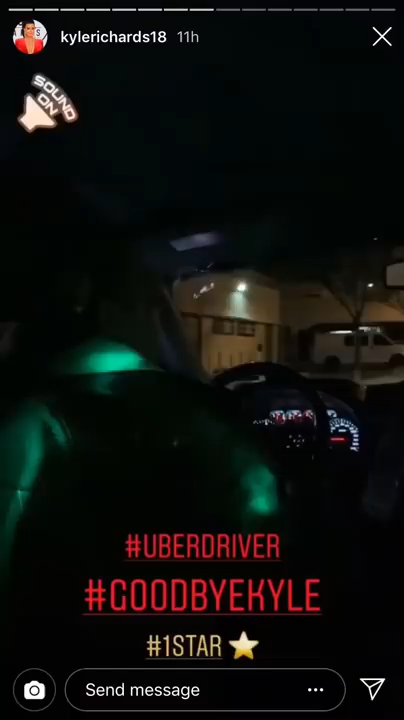 kylerichards18 11h
SOUND
ON
#UBERDRIVER
#GOODBYEKYLE
#1STAR
Send message